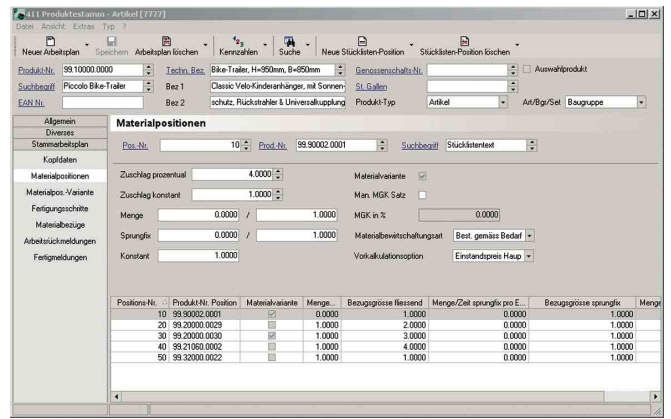 411 Produktestamm - Artikel [7777]
Datei Ansicht Extras Typ ?
Neuer Arbeitsplan Speichern Arbeitsplan löschen Kennzahlen Suche Neue Stücklisten-Position Stücklisten-Position löschen
Produkt-Nr. 99.10000.0000 Techn. Bez. Bike-Trailer, H=950mm, B=850mm Genossenschafts-Nr. Auswahlprodukt
Suchbegriff Piccolo Bike-Trailer Bez 1 Classic Velo-Kinderanhänger, mit Sonnen- St. Gallen
EAN Nr. Bez 2 schutz, Rückstrahler & Universalkupplung Produkt-Typ Artikel Art/Bgr/Set Baugruppe
Allgemein
Diverses
Stammarbeitsplan
Kopfdaten
Materialpositionen
Materialpos.-Variante
Fertigungsschritte
Materialbezüge
Arbeitsrückmeldungen
Fertigmeldungen
Materialpositionen
Pos.-Nr. 10 Prod.-Nr. 99.90002.0001 Suchbegriff Stücklistentext
Zuschlag prozentual 4.0000 Materialvariante
Zuschlag konstant 1.0000 Man. MGK Satz
Menge 0.0000 / 1.0000 MGK in % 0.0000
Sprungfix 0.0000 / 1.0000 Materialbewirtschaftungsart Best. gemäss Bedarf
Konstant 1.0000 Vorkalkulationsoption Einstandspreis Haup
Positions-Nr. Produkt-Nr. Position Materialvariante Menge... Bezugsgrösse fliessend Menge/Zeit sprungfix pro E... Bezugsgrösse sprungfix Menge
10 99.90002.0001 0.0000 1.0000 0.0000 1.0000
20 99.20000.0029 1.0000 2.0000 0.0000 1.0000
30 99.20000.0030 1.0000 3.0000 0.0000 1.0000
40 99.21060.0002 1.0000 4.0000 0.0000 1.0000
50 99.32000.0022 1.0000 1.0000 0.0000 1.0000